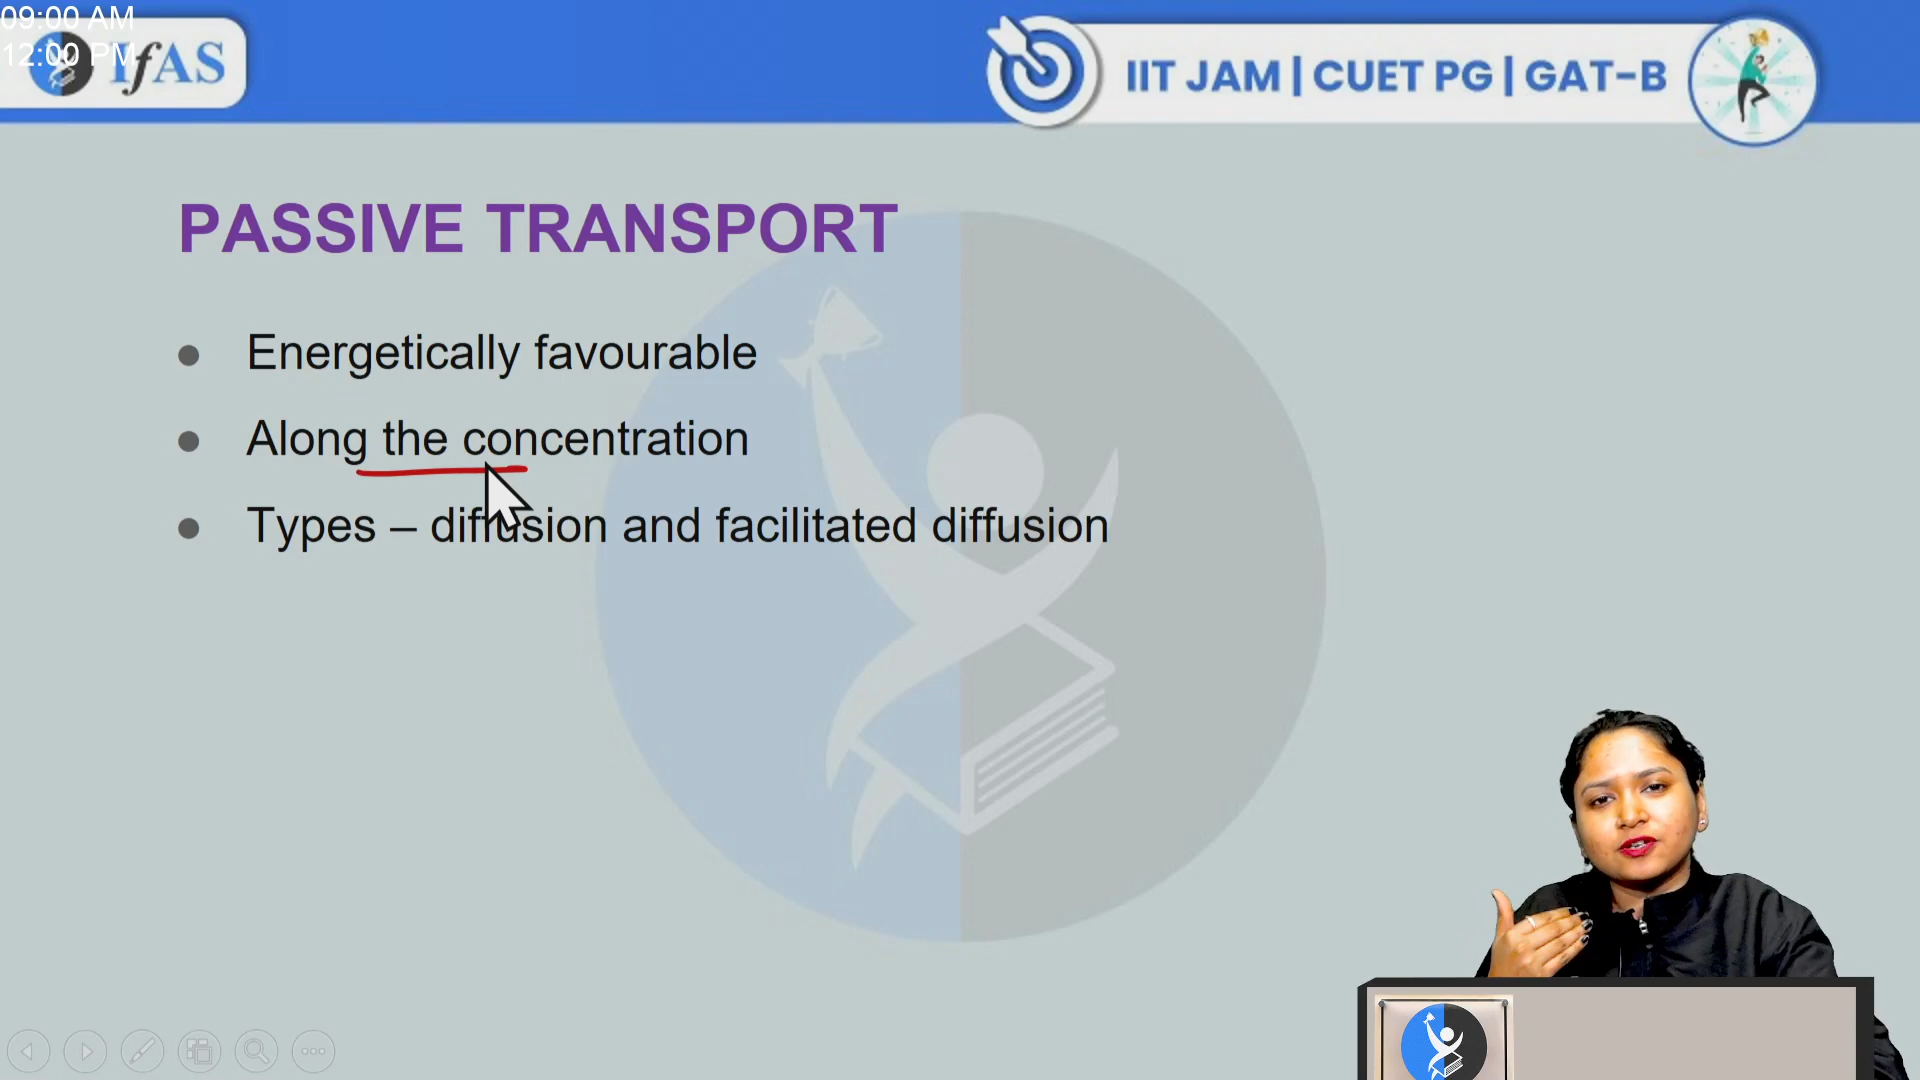 09:00 AM
12:00 PM
IfAS
IIT JAM | CUET PG | GAT-B
PASSIVE TRANSPORT
● Energetically favourable
● Along the concentration
● Types – diffusion and facilitated diffusion